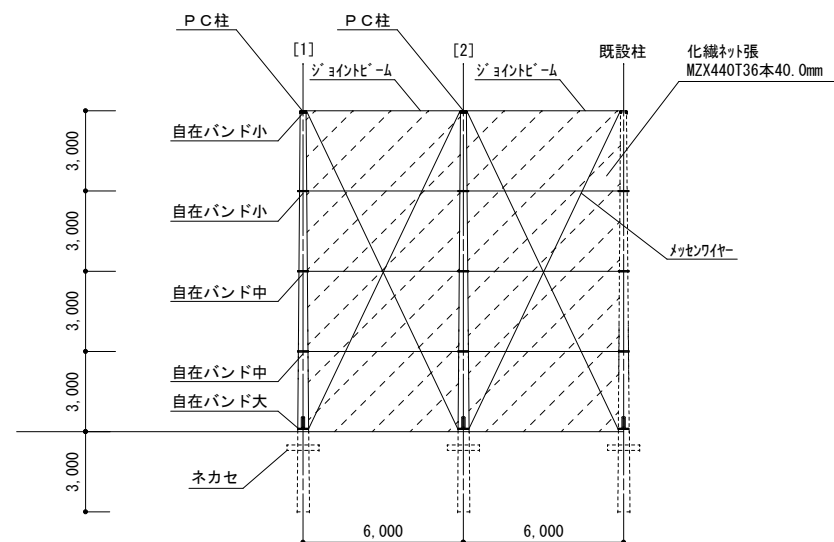 PC柱
PC柱
[1]
[2]
既設柱
化繊ネット張
MZX440T36本40.0mm
ジョイントビーム
ジョイントビーム
自在バンド小
3,000
自在バンド小
3,000
メッセンワイヤー
自在バンド中
3,000
自在バンド中
3,000
自在バンド大
ネカセ
3,000
6,000
6,000